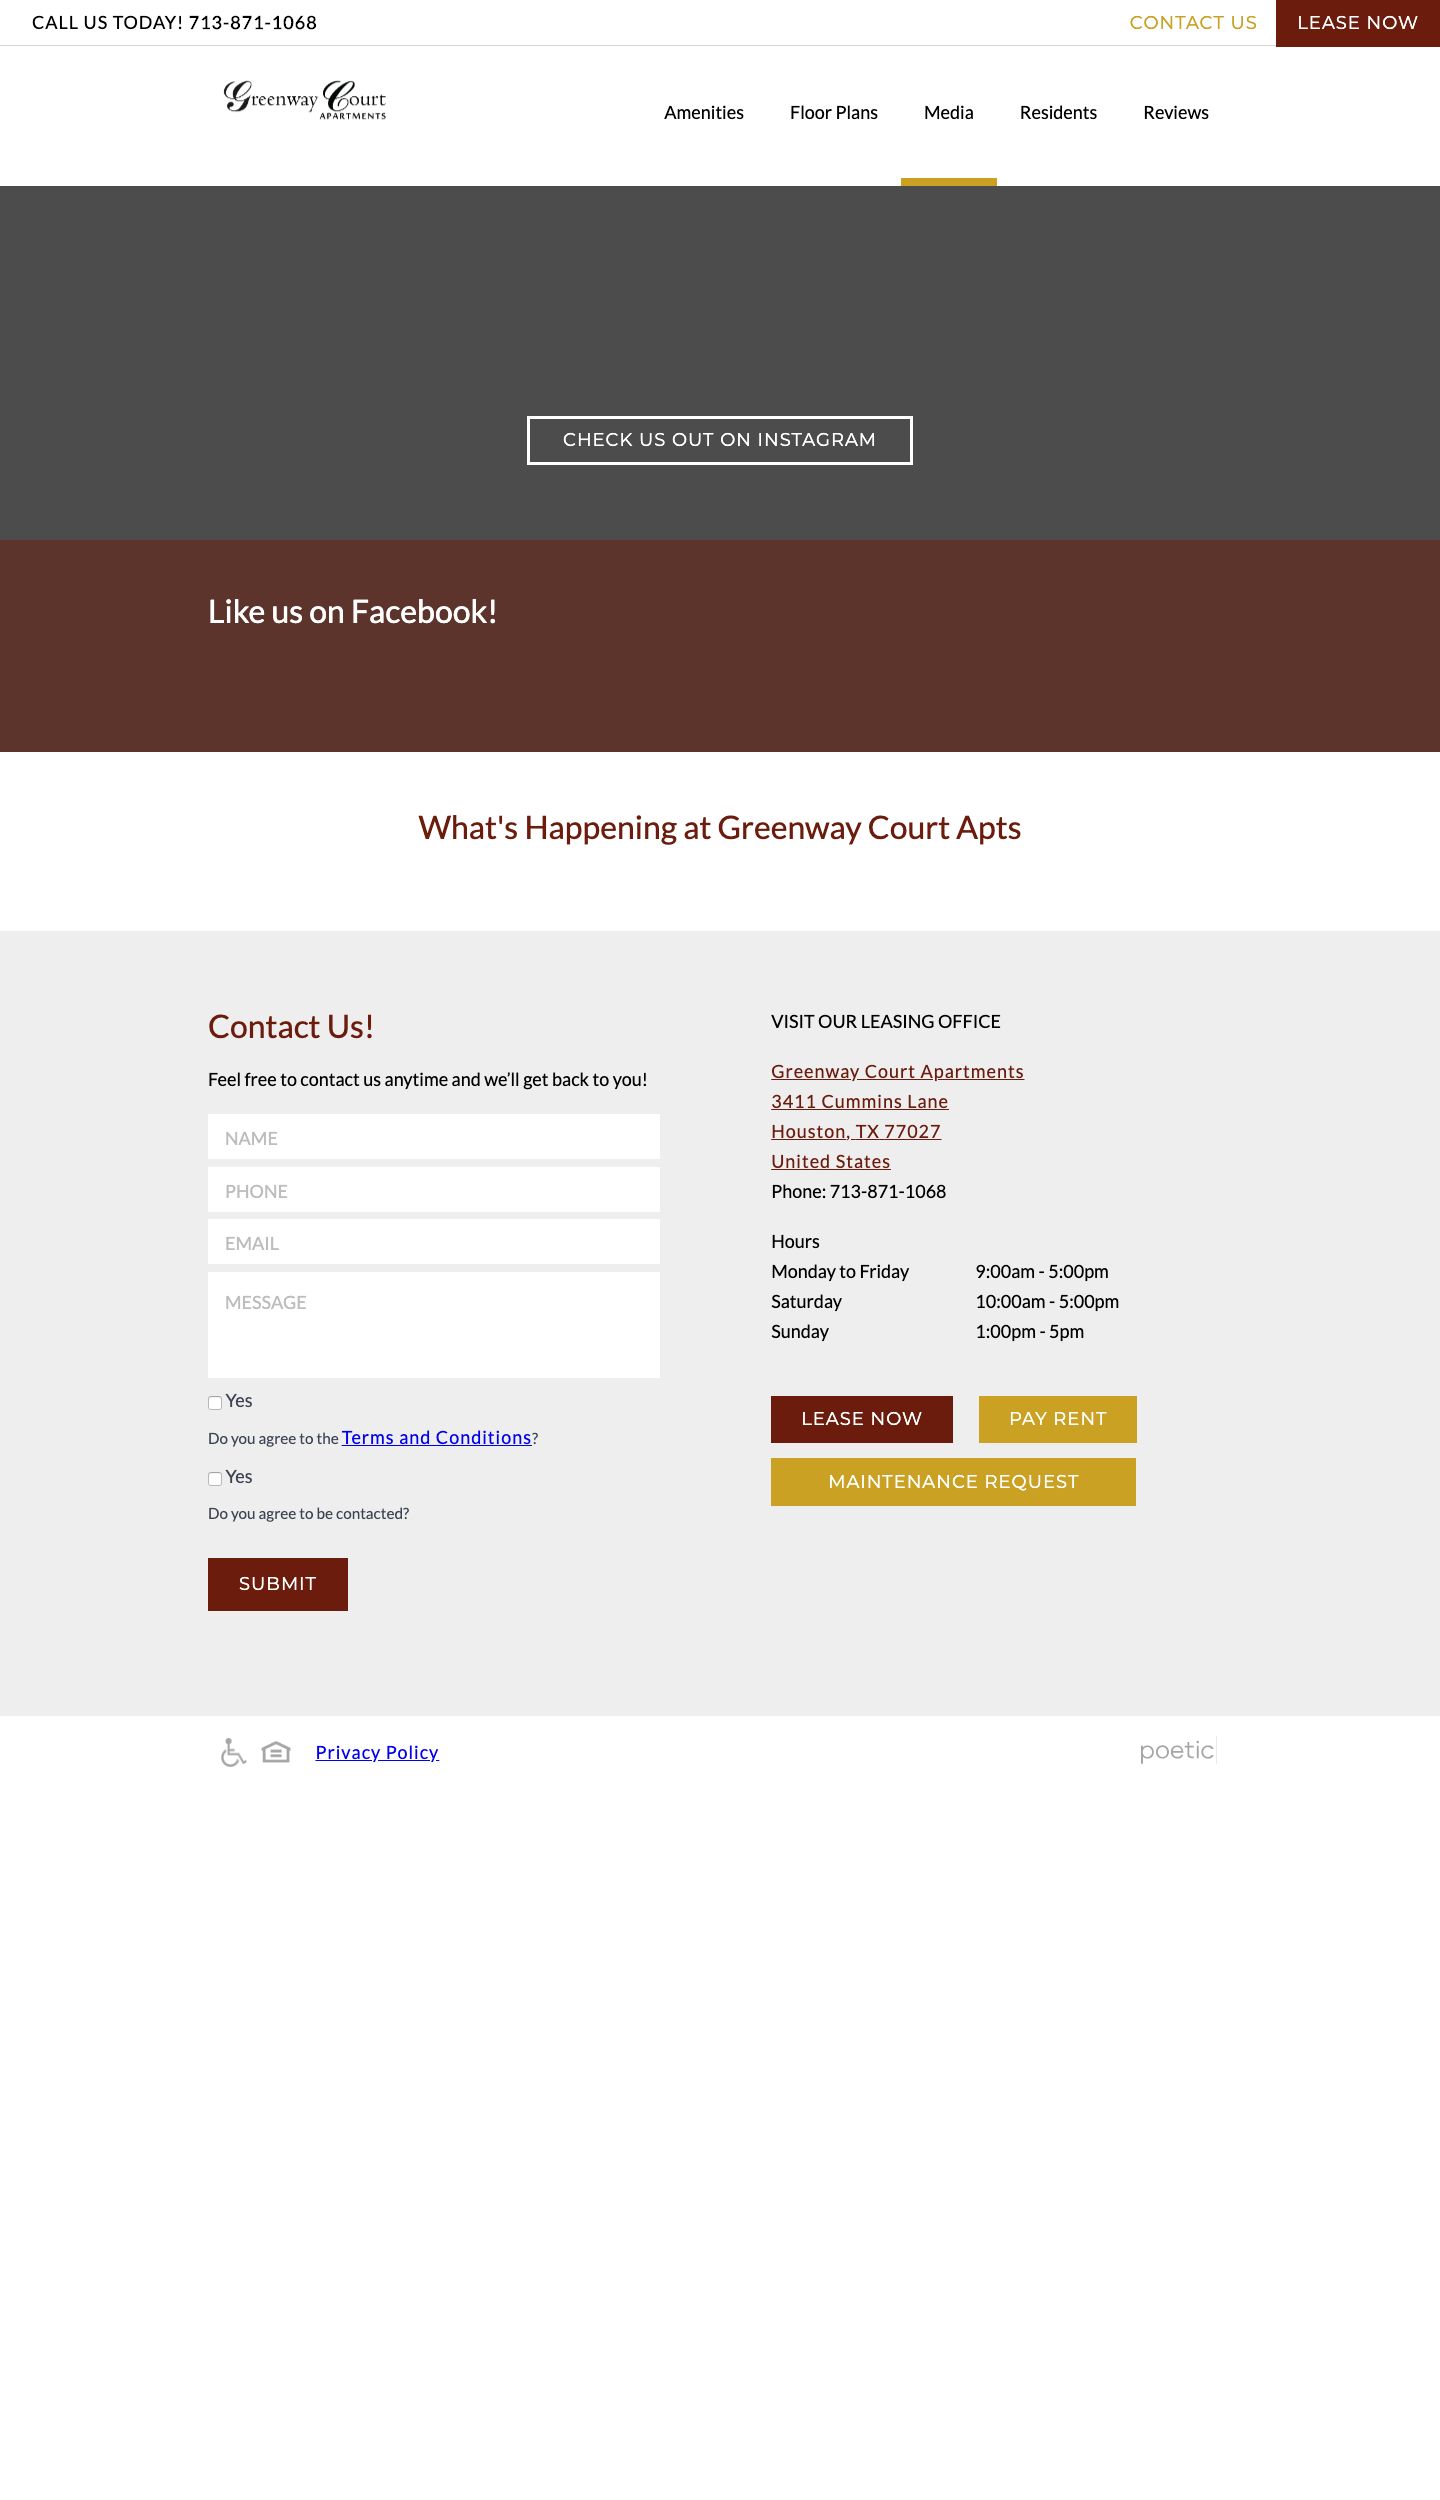 CALL US TODAY! 713-871-1068
CONTACT US
LEASE NOW
Greenway Court
APARTMENTS
Amenities
Floor Plans
Media
Residents
Reviews
CHECK US OUT ON INSTAGRAM
Like us on Facebook!
What's Happening at Greenway Court Apts
Contact Us!
Feel free to contact us anytime and we’ll get back to you!
NAME
PHONE
EMAIL
MESSAGE
Yes
Do you agree to the Terms and Conditions?
Yes
Do you agree to be contacted?
SUBMIT
VISIT OUR LEASING OFFICE
Greenway Court Apartments
3411 Cummins Lane
Houston, TX 77027
United States
Phone: 713-871-1068
Hours
Monday to Friday 9:00am - 5:00pm
Saturday 10:00am - 5:00pm
Sunday 1:00pm - 5pm
LEASE NOW
PAY RENT
MAINTENANCE REQUEST
Privacy Policy
poetic